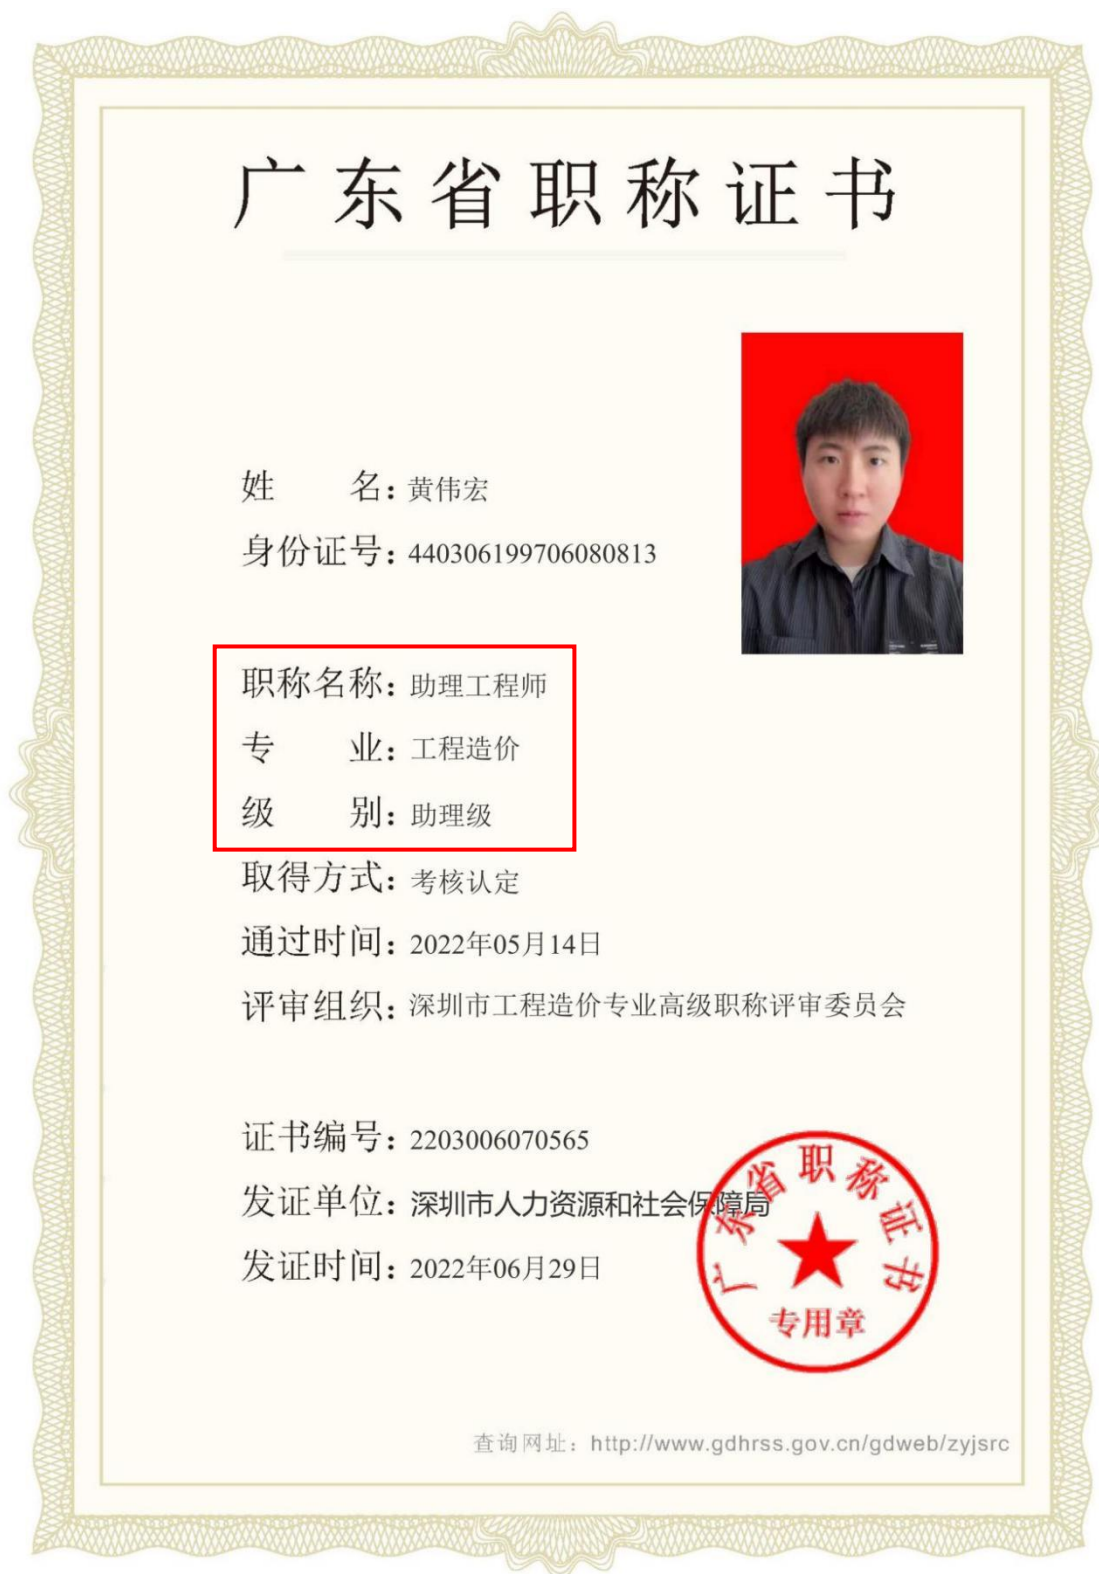 广东省职称证书
姓　　名：黄伟宏
身份证号：440306199706080813
职称名称：助理工程师
专　　业：工程造价
级　　别：助理级
取得方式：考核认定
通过时间：2022年05月14日
评审组织：深圳市工程造价专业高级职称评审委员会
证书编号：2203006070565
发证单位：深圳市人力资源和社会保障局
发证时间：2022年06月29日
广东省职称证书
专用章
查询网址：http://www.gdhrss.gov.cn/gdweb/zyjsrc